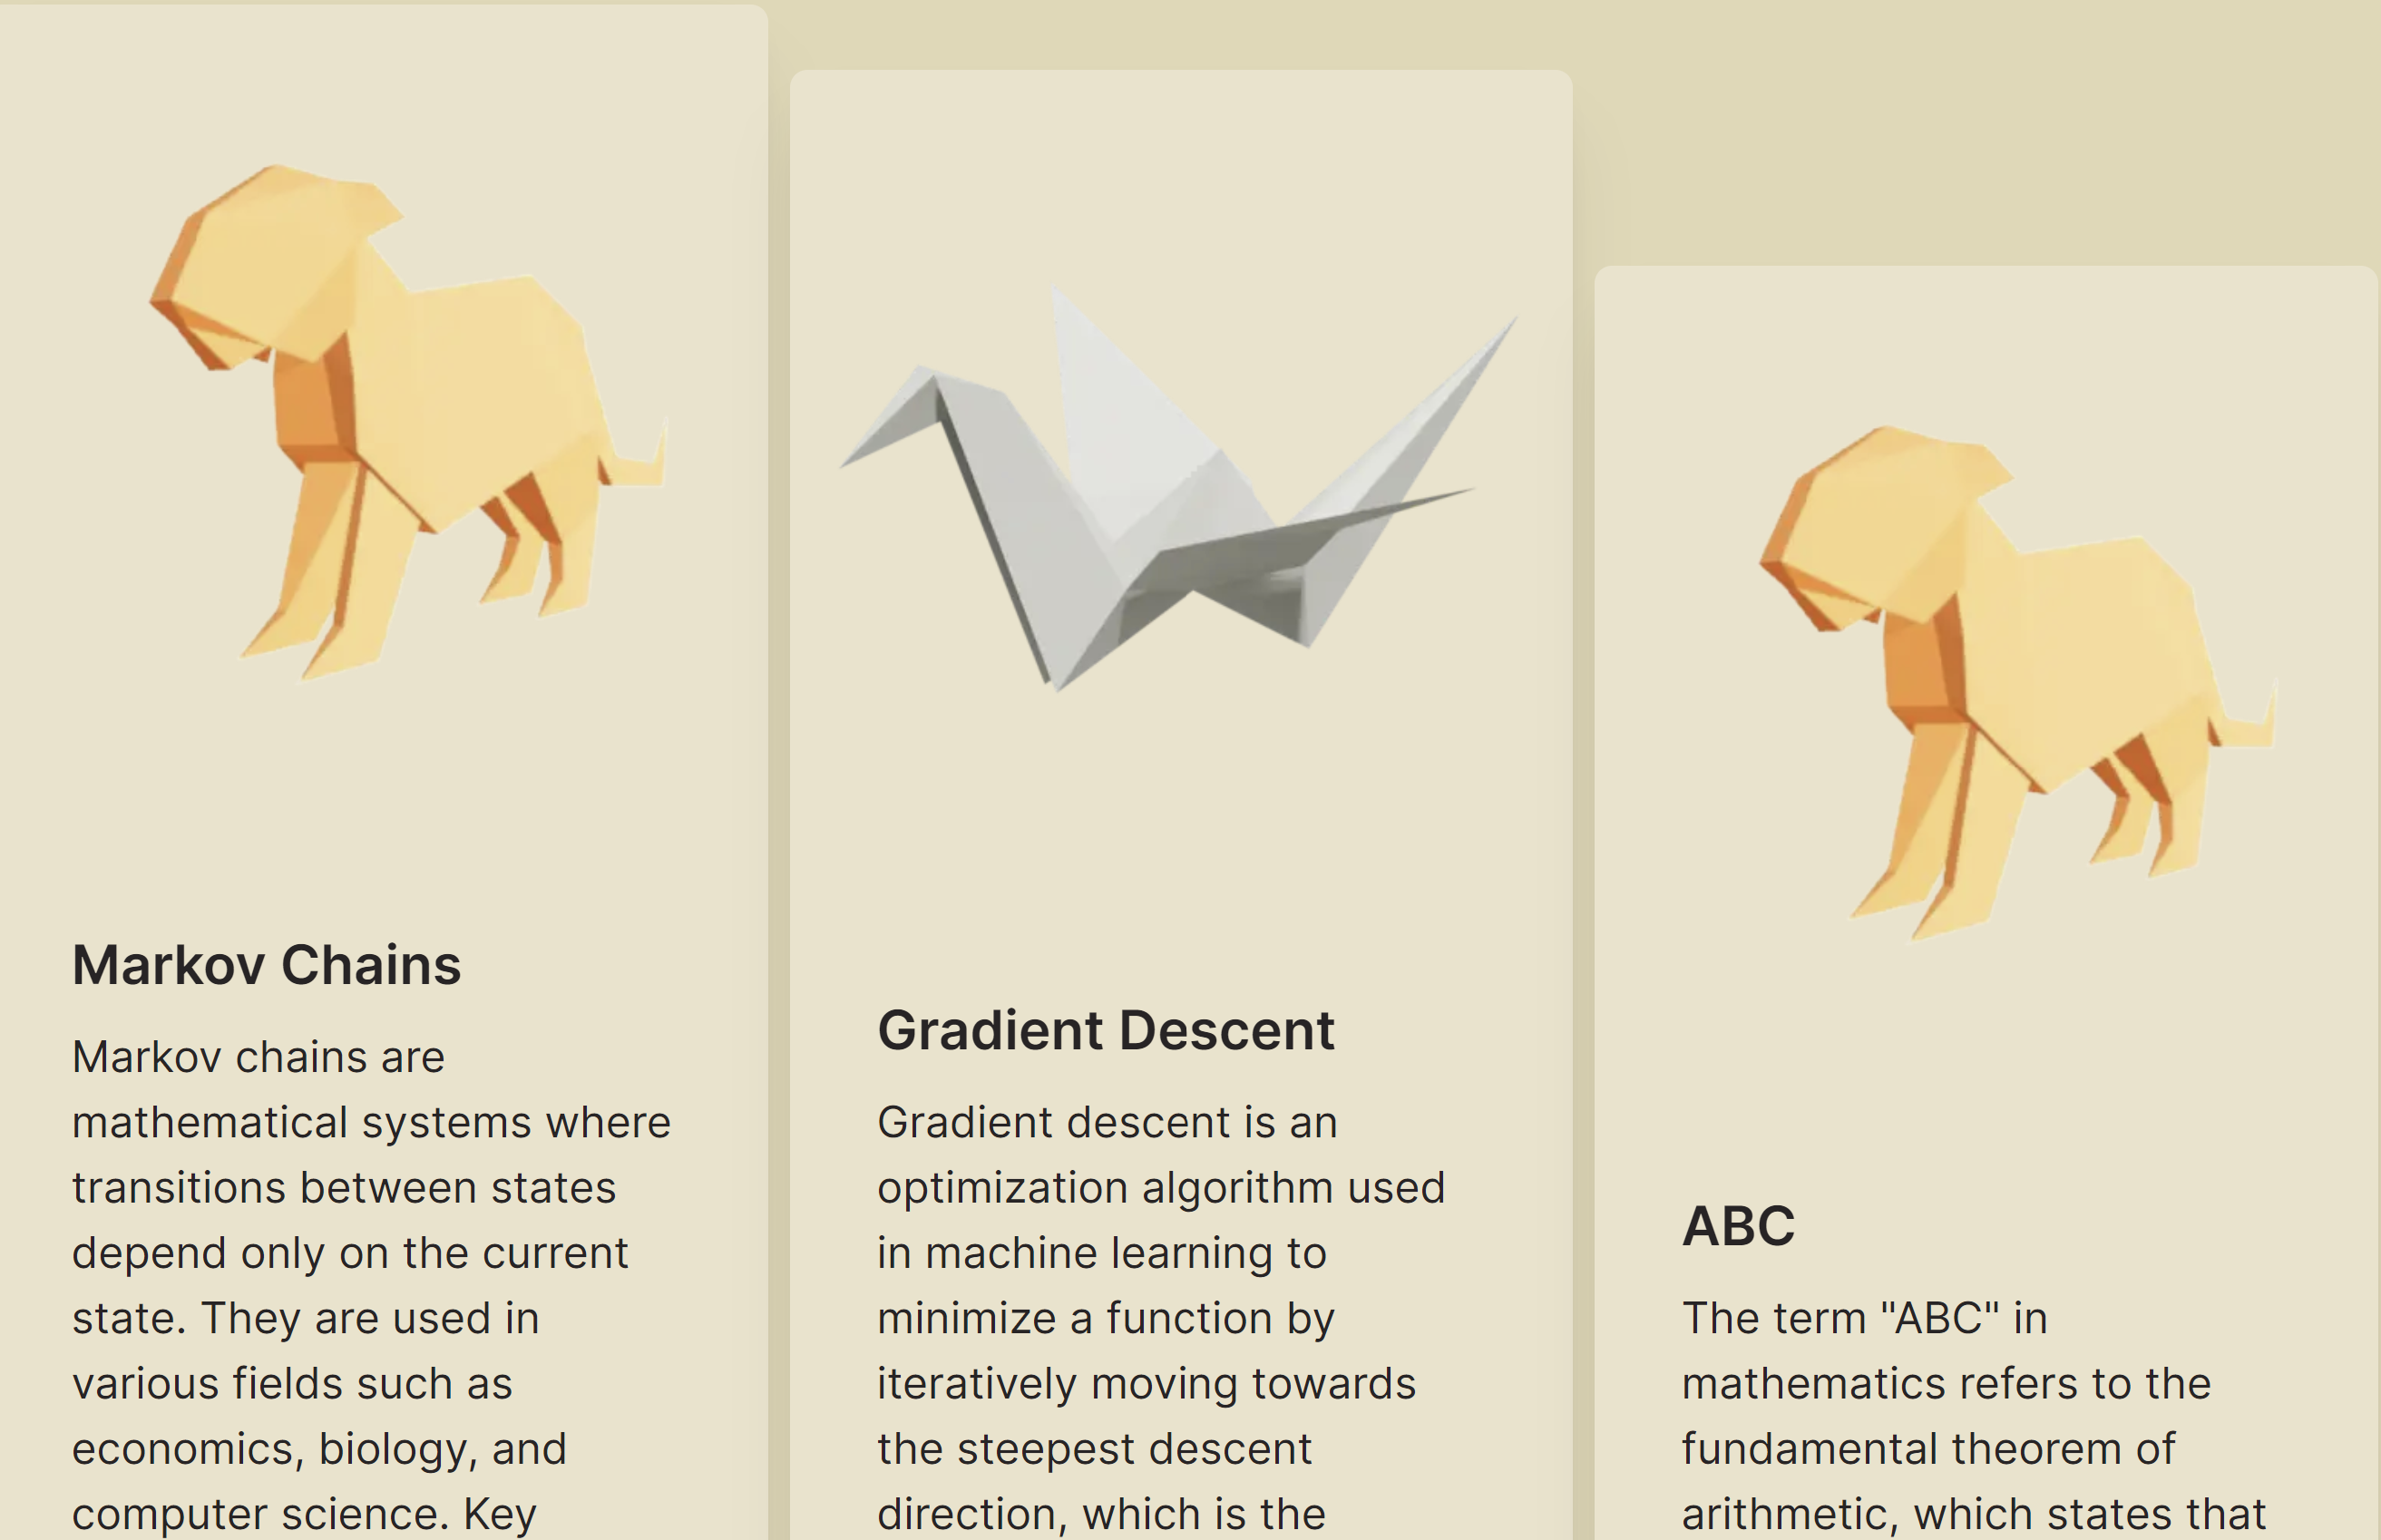 Markov Chains
Markov chains are
mathematical systems where
transitions between states
depend only on the current
state. They are used in
various fields such as
economics, biology, and
computer science. Key
Gradient Descent
Gradient descent is an
optimization algorithm used
in machine learning to
minimize a function by
iteratively moving towards
the steepest descent
direction, which is the
ABC
The term "ABC" in
mathematics refers to the
fundamental theorem of
arithmetic, which states that